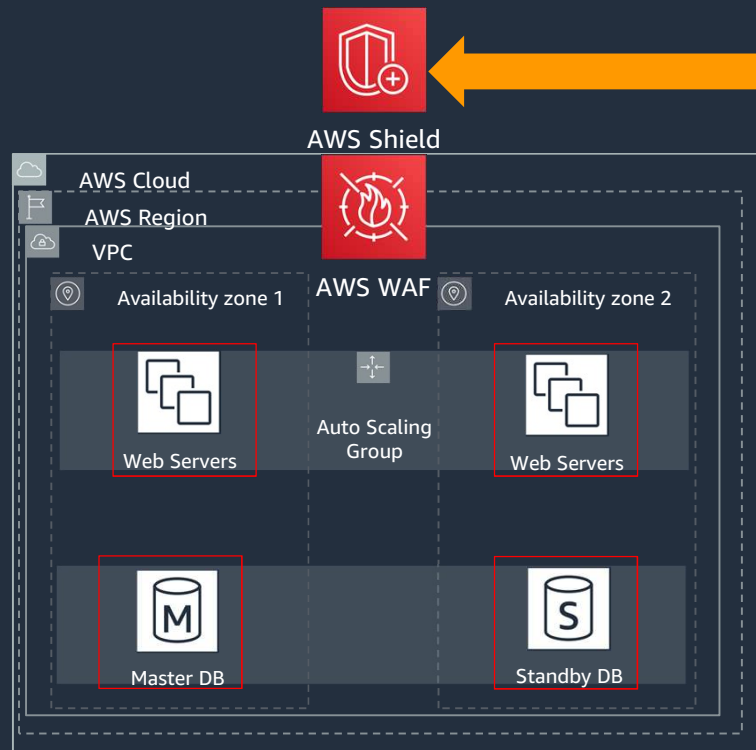 AWS Shield
AWS Cloud
AWS Region
VPC
AWS WAF
Availability zone 1
Availability zone 2
Web Servers
Auto Scaling
Group
Web Servers
M
Master DB
S
Standby DB